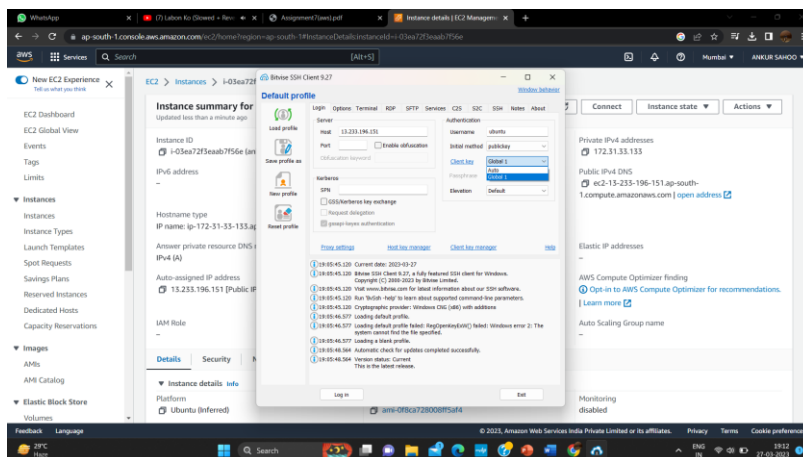 WhatsApp
(7) Labon Ko (Slowed + Reve
Assignment7(aws).pdf
Instance details | EC2 Managem
ap-south-1.console.aws.amazon.com/ec2/home?region=ap-south-1#InstanceDetails:instanceId=i-03ea72f3eaab7f56e
aws
Services
Search
[Alt+S]
Mumbai
ANKUR SAHOO
New EC2 Experience
Tell us what you think
EC2 Dashboard
EC2 Global View
Events
Tags
Limits
Instances
Instances
Instance Types
Launch Templates
Spot Requests
Savings Plans
Reserved Instances
Dedicated Hosts
Capacity Reservations
Images
AMIs
AMI Catalog
Elastic Block Store
Volumes
EC2 > Instances > i-03ea72f
Instance summary for
Updated less than a minute ago
Connect
Instance state
Actions
Instance ID
i-03ea72f3eaab7f56e (an
IPv6 address
–
Hostname type
IP name: ip-172-31-33-133.ap
Answer private resource DNS
IPv4 (A)
Auto-assigned IP address
13.233.196.151 [Public IP
IAM Role
–
Details
Security
Instance details Info
Platform
Ubuntu (Inferred)
ami-0f8ca728008ff5af4
Monitoring
disabled
Private IPv4 addresses
172.31.33.133
Public IPv4 DNS
ec2-13-233-196-151.ap-south-
1.compute.amazonaws.com | open address
Elastic IP addresses
–
AWS Compute Optimizer finding
Opt-in to AWS Compute Optimizer for recommendations.
| Learn more
Auto Scaling Group name
–
Bitvise SSH Client 9.27
Default profile
Window behavior
Load profile
Save profile as
New profile
Reset profile
Login Options Terminal RDP SFTP Services C2S S2C SSH Notes About
Server
Host 13.233.196.151
Port
Enable obfuscation
Obfuscation keyword
Kerberos
SPN
GSS/Kerberos key exchange
Request delegation
gssapi-keyex authentication
Authentication
Username ubuntu
Initial method publickey
Client key Global 1
Auto
Global 1
Passphrase
Elevation Default
Proxy settings
Host key manager
Client key manager
Help
19:05:45.120 Current date: 2023-03-27
19:05:45.120 Bitvise SSH Client 9.27, a fully featured SSH client for Windows.
Copyright (C) 2000-2023 by Bitvise Limited.
19:05:45.120 Visit www.bitvise.com for latest information about our SSH software.
19:05:45.120 Run 'BvSsh -help' to learn about supported command-line parameters.
19:05:45.120 Cryptographic provider: Windows CNG (x86) with additions
19:05:46.577 Loading default profile.
19:05:46.577 Loading default profile failed: RegOpenKeyExW() failed: Windows error 2: The
system cannot find the file specified.
19:05:46.577 Loading a blank profile.
19:05:48.564 Automatic check for updates completed successfully.
19:05:48.564 Version status: Current
This is the latest release.
Log in
Exit
Feedback
Language
© 2023, Amazon Web Services India Private Limited or its affiliates.
Privacy
Terms
Cookie preference
29°C
Haze
Search
ENG
IN
19:12
27-03-2023